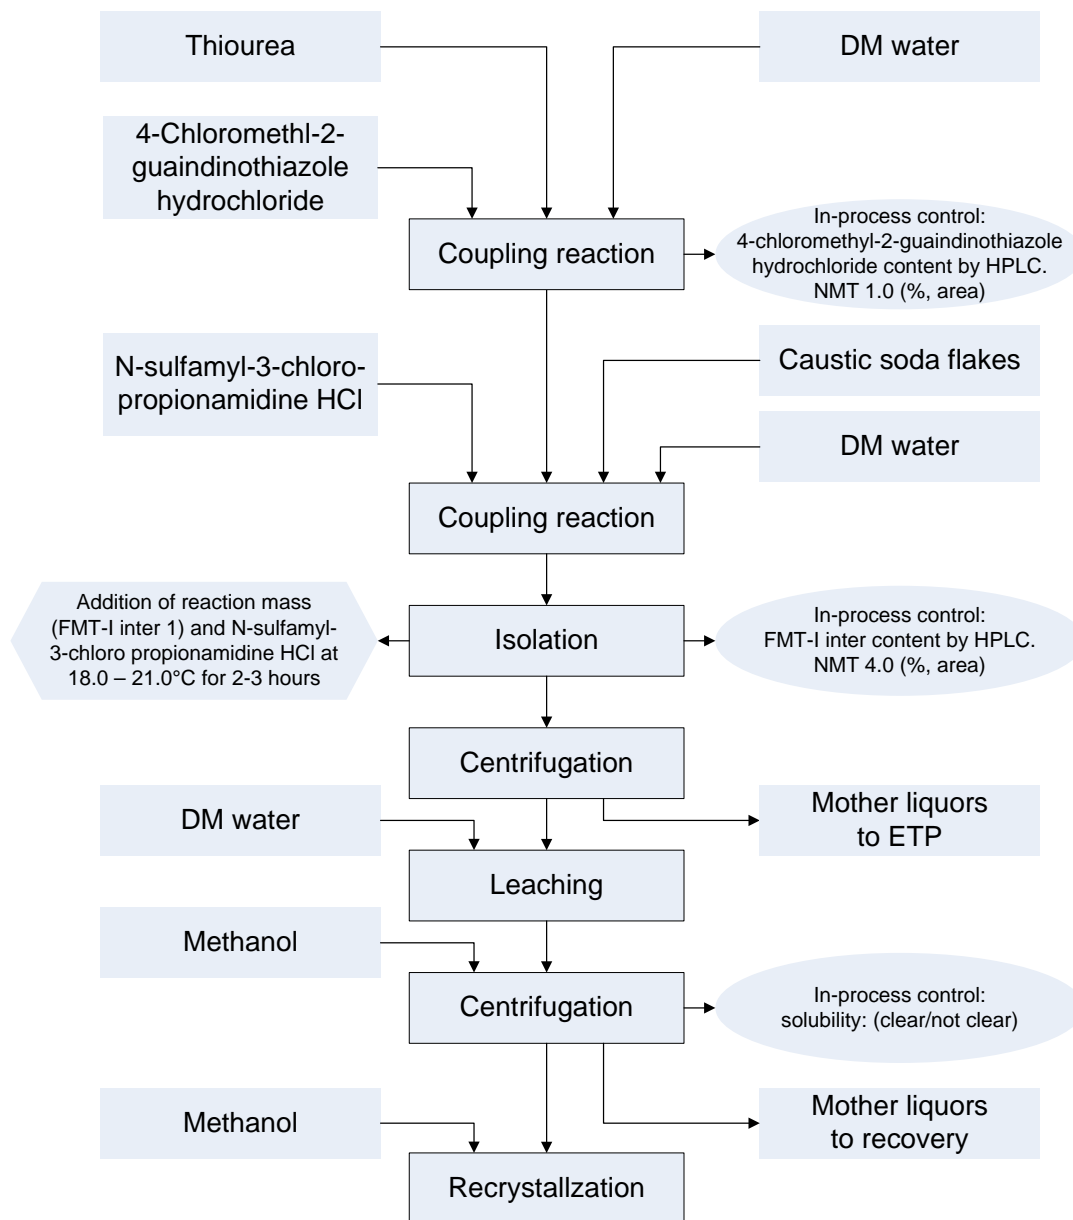 Thiourea
DM water
4-Chloromethl-2-
guaindinothiazole
hydrochloride
Coupling reaction
In-process control:
4-chloromethyl-2-guaindinothiazole
hydrochloride content by HPLC.
NMT 1.0 (%, area)
N-sulfamyl-3-chloro-
propionamidine HCl
Caustic soda flakes
DM water
Coupling reaction
Addition of reaction mass
(FMT-I inter 1) and N-sulfamyl-
3-chloro propionamidine HCl at
18.0 – 21.0°C for 2-3 hours
Isolation
In-process control:
FMT-I inter content by HPLC.
NMT 4.0 (%, area)
Centrifugation
DM water
Mother liquors
to ETP
Leaching
Methanol
Centrifugation
In-process control:
solubility: (clear/not clear)
Methanol
Mother liquors
to recovery
Recrystallzation